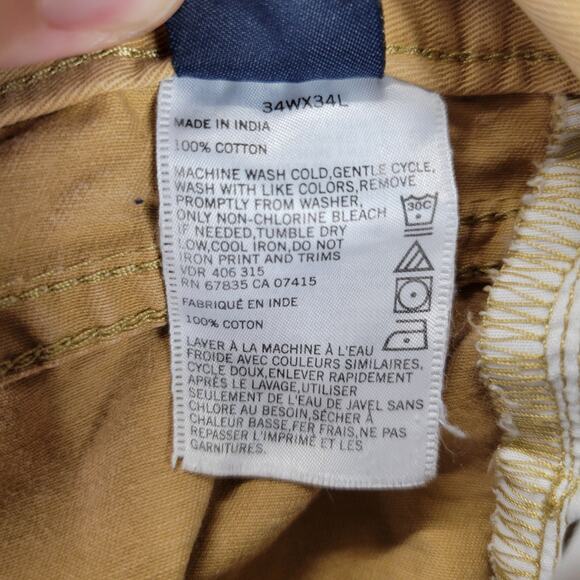 34WX34L
MADE IN INDIA
100% COTTON
MACHINE WASH COLD,GENTLE CYCLE,
WASH WITH LIKE COLORS,REMOVE
PROMPTLY FROM WASHER,
ONLY NON-CHLORINE BLEACH
IF NEEDED,TUMBLE DRY
LOW,COOL IRON,DO NOT
IRON PRINT AND TRIMS
VDR 406 315
RN 67835 CA 07415
30C
FABRIQUÉ EN INDE
100% COTON
LAVER À LA MACHINE À L'EAU
FROIDE AVEC COULEURS SIMILAIRES,
CYCLE DOUX,ENLEVER RAPIDEMENT
APRÈS LE LAVAGE,UTILISER
SEULEMENT DE L'EAU DE JAVEL SANS
CHLORE AU BESOIN,SÉCHER À
CHALEUR BASSE,FER FRAIS,NE PAS
REPASSER L'IMPRIMÉ ET LES
GARNITURES.